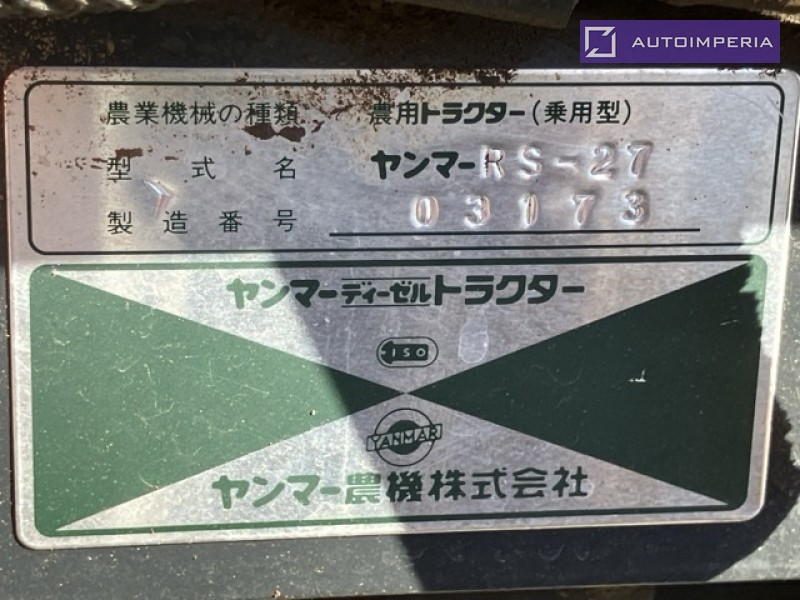 AUTOIMPERIA
農業機械の種類 農用トラクター(乗用型)
型式名 ヤンマーRS-27
製造番号 03173
ヤンマーディーゼルトラクター
ISO
YANMAR
ヤンマー農機株式会社